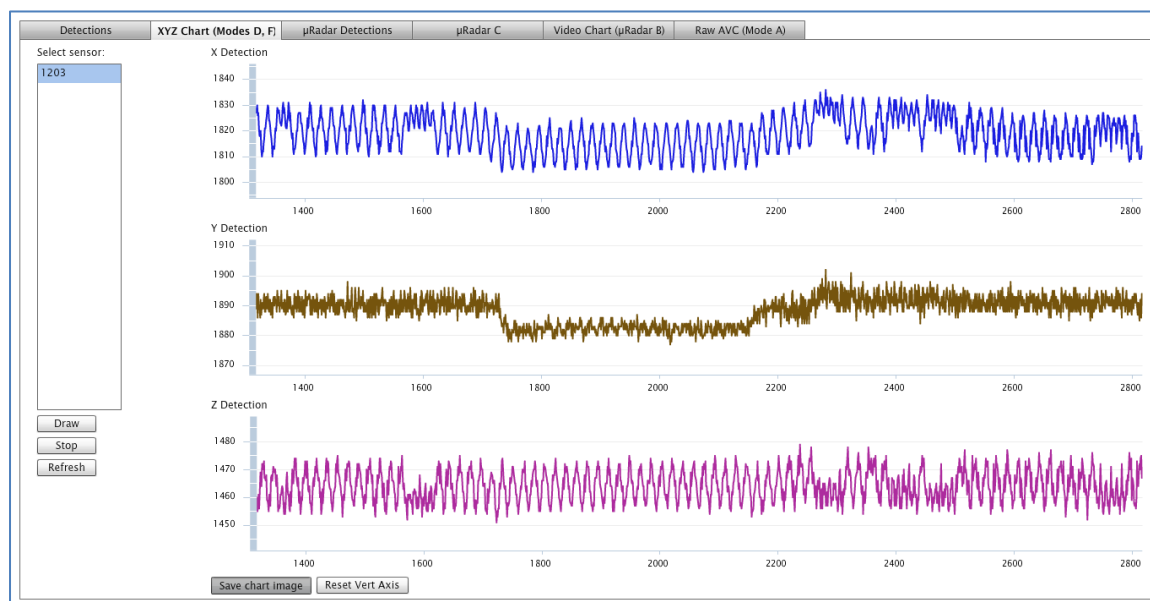 Detections XYZ Chart (Modes D, F) µRadar Detections µRadar C Video Chart (µRadar B) Raw AVC (Mode A)
Select sensor:
1203
Draw
Stop
Refresh
X Detection
1840
1830
1820
1810
1800
1400 1600 1800 2000 2200 2400 2600 2800
Y Detection
1910
1900
1890
1880
1870
1400 1600 1800 2000 2200 2400 2600 2800
Z Detection
1480
1470
1460
1450
1400 1600 1800 2000 2200 2400 2600 2800
Save chart image Reset Vert Axis